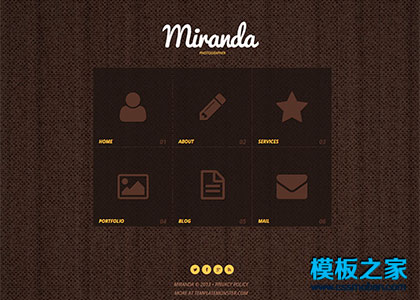 Miranda
PHOTOGRAPHER
HOME 01
ABOUT 02
SERVICES 03
PORTFOLIO 04
BLOG 05
MAIL 06
MIRANDA © 2013 • PRIVACY POLICY
MORE AT TEMPLATEMONSTER.COM
模板之家
www.cssmoban.com